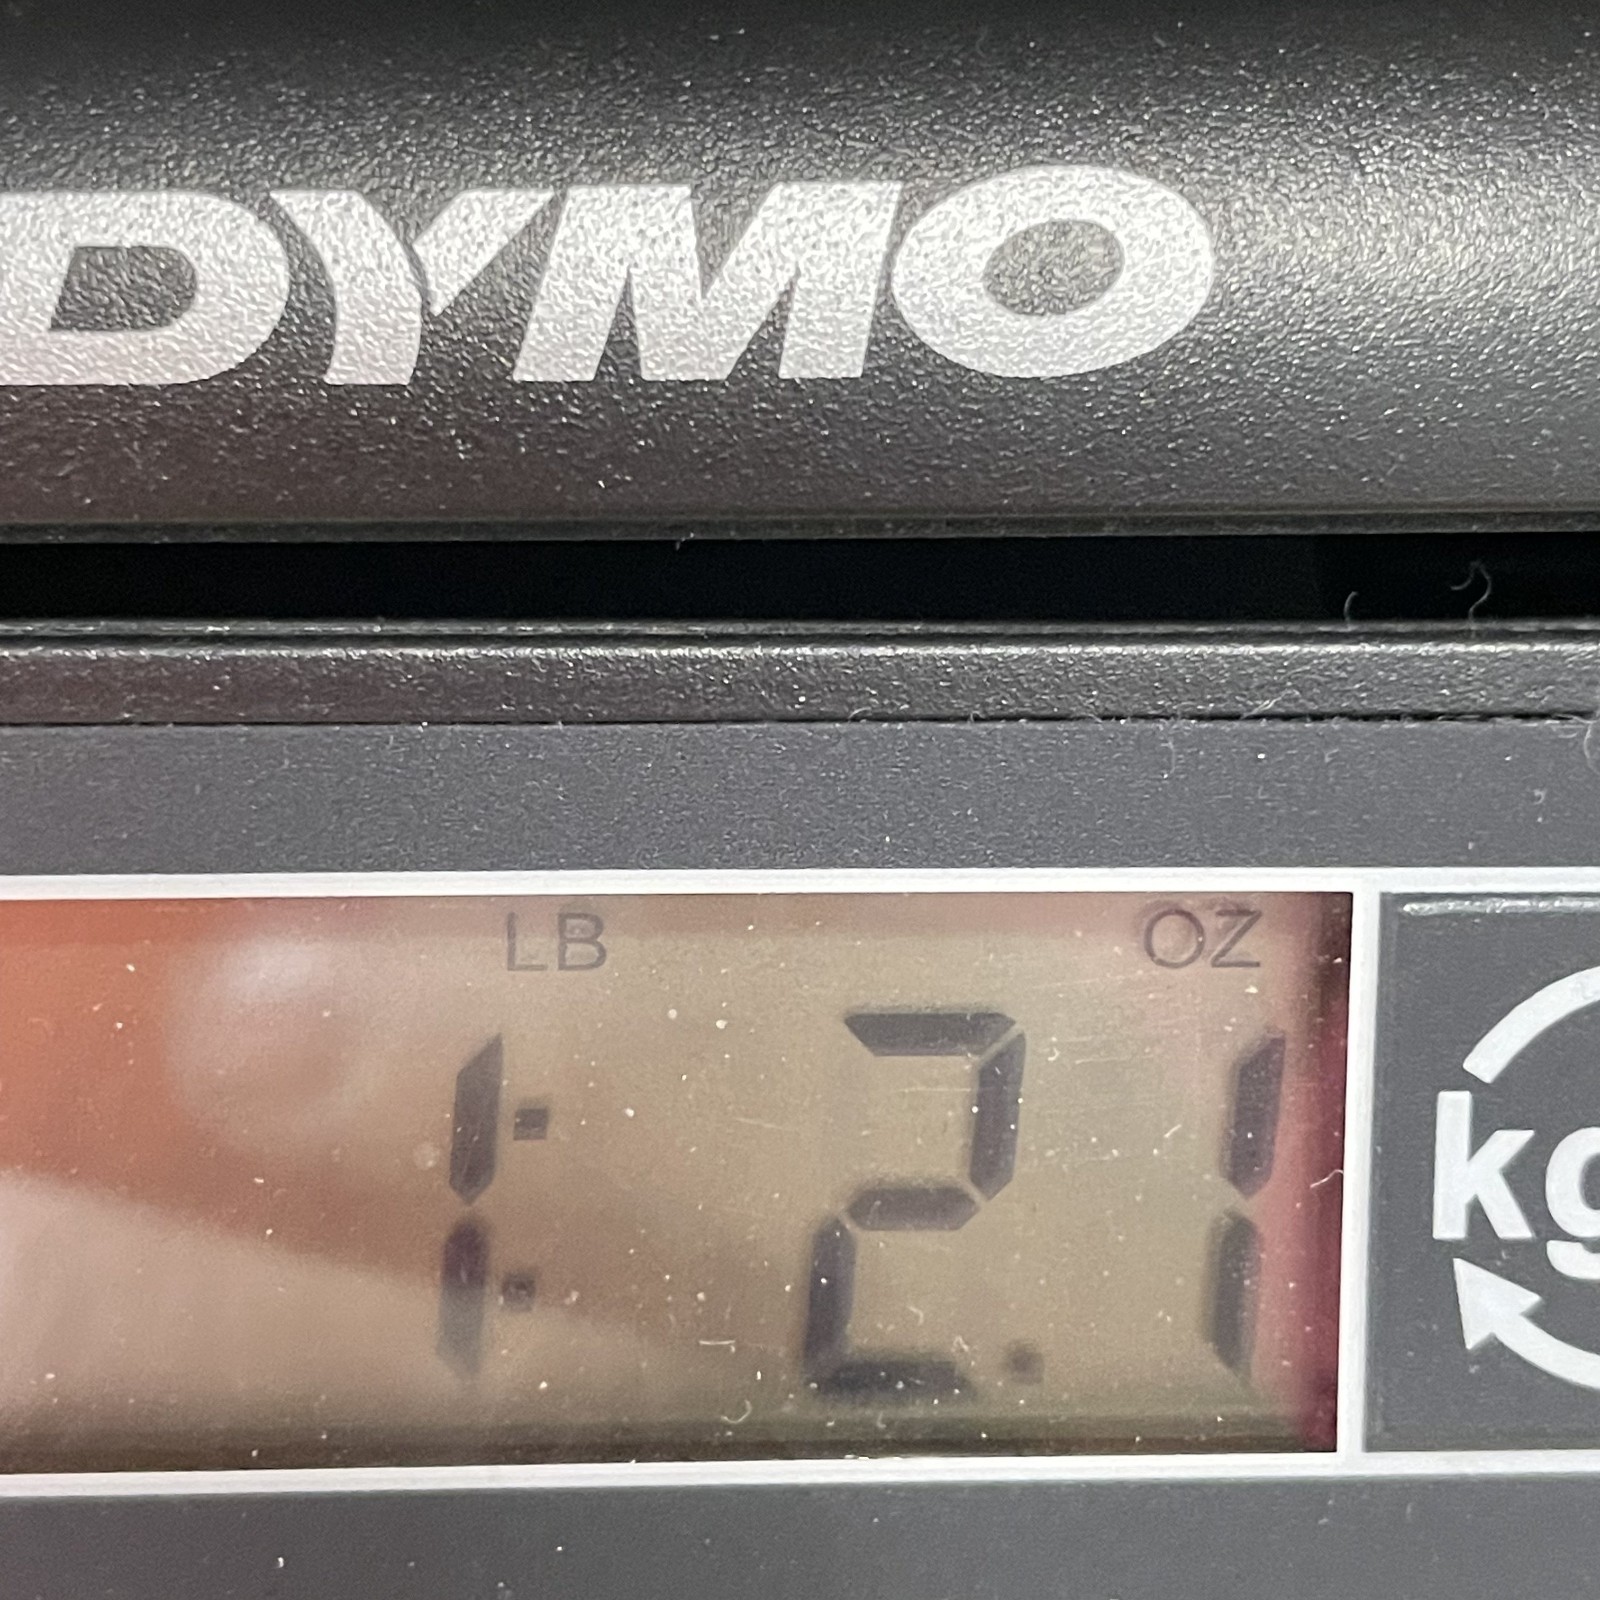 DYMO
LB OZ
1: 2.1
kg